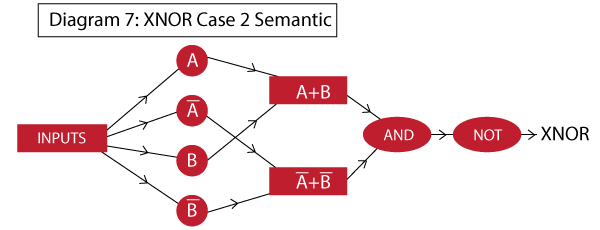 Diagram 7: XNOR Case 2 Semantic
A
A̅
B
B̅
INPUTS
A+B
A̅+B̅
AND
NOT
XNOR